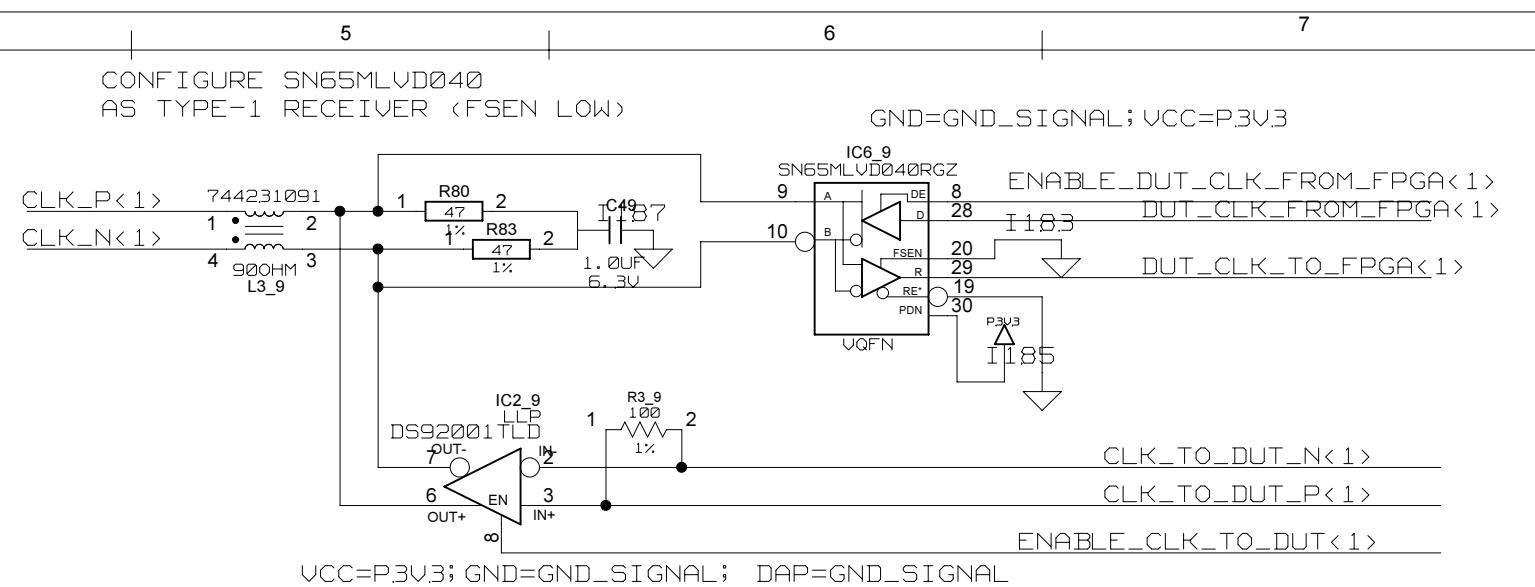 5
6
7
CONFIGURE SN65MLVD040
AS TYPE-1 RECEIVER (FSEN LOW)
GND=GND_SIGNAL; VCC=P3V3
IC6_9
SN65MLVD040RGZ
CLK_P<1>
744231091
1
2
CLK_N<1>
4
3
90OHM
L3_9
1
R80
2
47
1%
1
R83
2
47
1%
C49
I187
1.0UF
6.3V
9
A
DE
8
ENABLE_DUT_CLK_FROM_FPGA<1>
D
28
DUT_CLK_FROM_FPGA<1>
I183
10
B
FSEN
20
R
29
DUT_CLK_TO_FPGA<1>
RE*
19
PDN
30
P3V3
I185
VQFN
IC2_9
LLP
DS92001TLD
R3_9
100
1
2
1%
OUT-
7
IN-
2
CLK_TO_DUT_N<1>
6
OUT+
EN
3
IN+
CLK_TO_DUT_P<1>
8
ENABLE_CLK_TO_DUT<1>
VCC=P3V3; GND=GND_SIGNAL; DAP=GND_SIGNAL